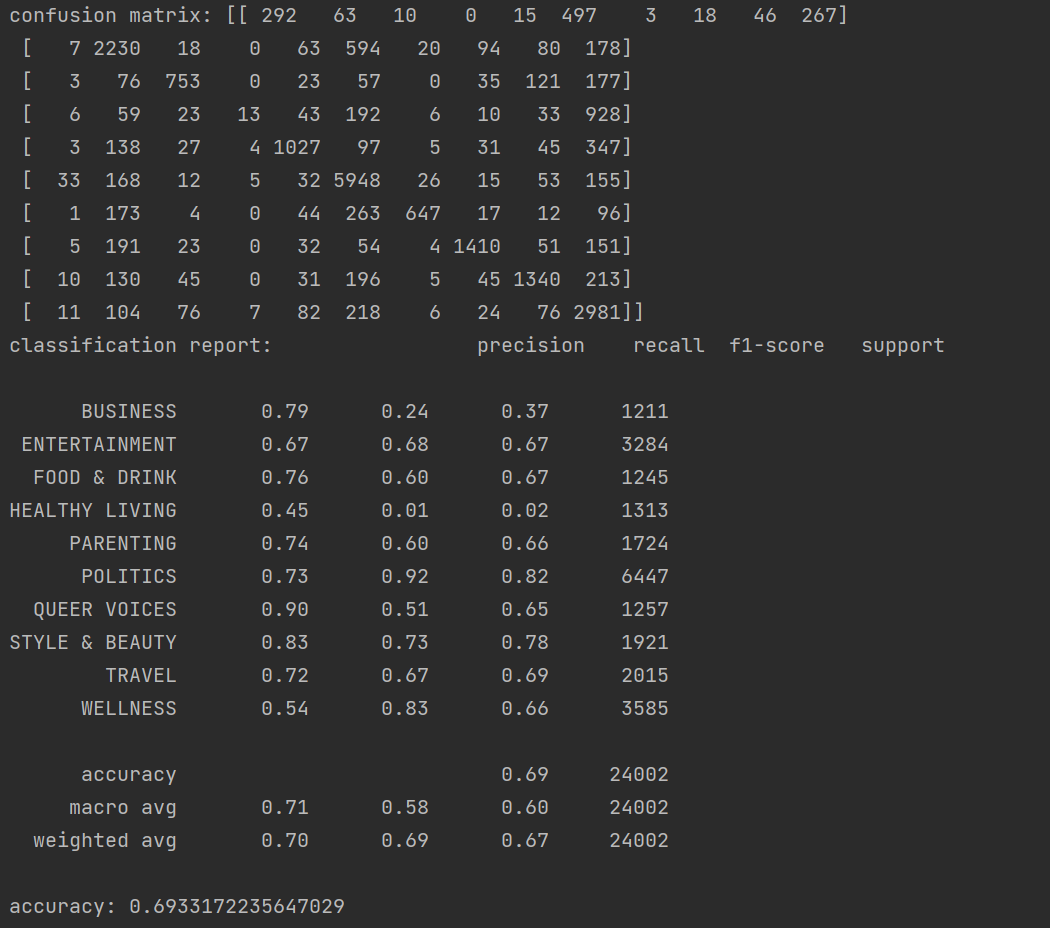 confusion matrix: [[ 292   63   10    0   15  497    3   18   46  267]
 [   7 2230   18    0   63  594   20   94   80  178]
 [   3   76  753    0   23   57    0   35  121  177]
 [   6   59   23   13   43  192    6   10   33  928]
 [   3  138   27    4 1027   97    5   31   45  347]
 [  33  168   12    5   32 5948   26   15   53  155]
 [   1  173    4    0   44  263  647   17   12   96]
 [   5  191   23    0   32   54    4 1410   51  151]
 [  10  130   45    0   31  196    5   45 1340  213]
 [  11  104   76    7   82  218    6   24   76 2981]]
classification report:                 precision    recall  f1-score   support
      BUSINESS       0.79      0.24      0.37      1211
 ENTERTAINMENT       0.67      0.68      0.67      3284
  FOOD & DRINK       0.76      0.60      0.67      1245
HEALTHY LIVING       0.45      0.01      0.02      1313
     PARENTING       0.74      0.60      0.66      1724
      POLITICS       0.73      0.92      0.82      6447
  QUEER VOICES       0.90      0.51      0.65      1257
STYLE & BEAUTY       0.83      0.73      0.78      1921
        TRAVEL       0.72      0.67      0.69      2015
      WELLNESS       0.54      0.83      0.66      3585
      accuracy                           0.69     24002
     macro avg       0.71      0.58      0.60     24002
  weighted avg       0.70      0.69      0.67     24002
accuracy: 0.6933172235647029